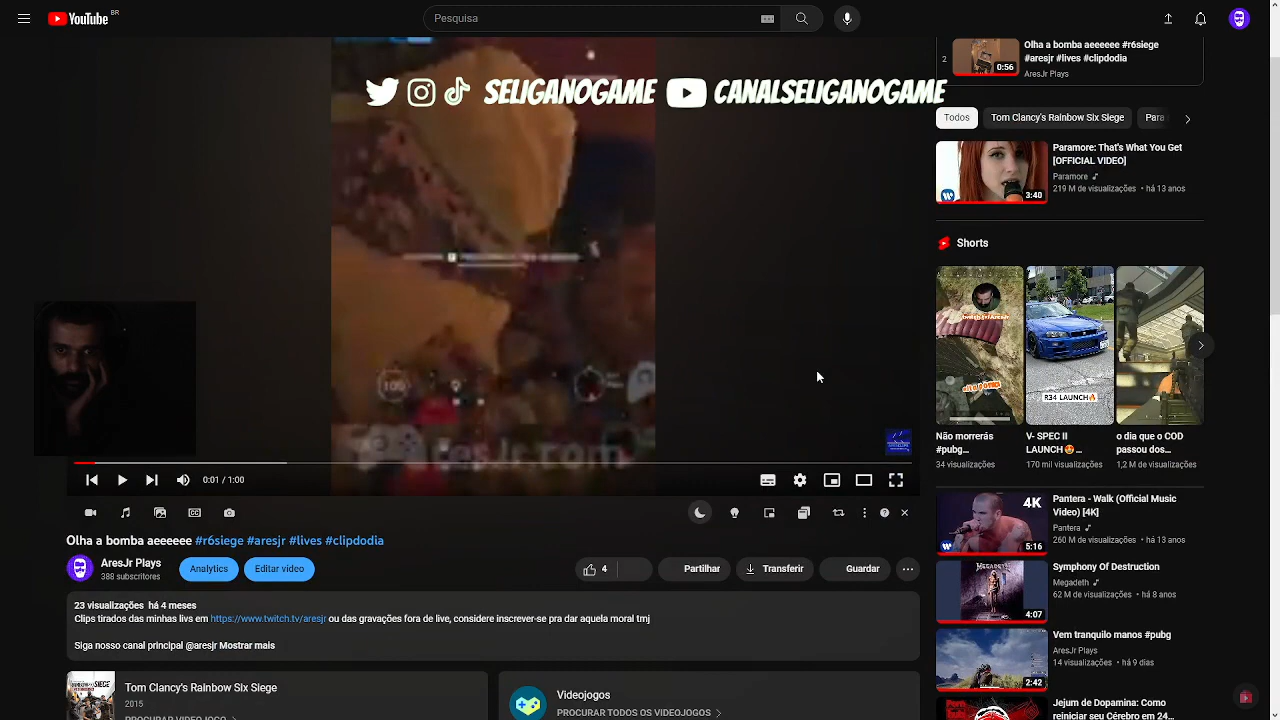 YouTube BR
Pesquisa
SELIGANOGAME CANALSELIGANOGAME
100
0:01 / 1:00
Olha a bomba aeeeeee #r6siege #aresjr #lives #clipdodia
AresJr Plays
388 subscritores
Analytics
Editar vídeo
4
Partilhar
Transferir
Guardar
23 visualizações há 4 meses
Clips tirados das minhas live em https://www.twitch.tv/aresjr ou das gravações fora de live, considere inscrever-se pra dar aquela moral tmj
Siga nosso canal principal @aresjr Mostrar mais
Tom Clancy's Rainbow Six Siege
2015
PROCURAR VIDEOJOGO
Videojogos
PROCURAR TODOS OS VIDEOJOGOS
2
0:56
Olha a bomba aeeeeee #r6siege
#aresjr #lives #clipdodia
AresJr Plays
Todos
Tom Clancy's Rainbow Six Siege
Para
3:40
Paramore: That's What You Get
[OFFICIAL VIDEO]
Paramore
219 M de visualizações • há 13 anos
Shorts
R34 LAUNCH
Não morrerás
#pubg...
34 visualizações
V- SPEC II
LAUNCH😍...
170 mil visualizações
o dia que o COD
passou dos...
1,2 M de visualizações
4K
5:16
Pantera - Walk (Official Music
Video) [4K]
Pantera
260 M de visualizações • há 13 anos
MEGADETH
4:07
Symphony Of Destruction
Megadeth
62 M de visualizações • há 8 anos
2:42
Vem tranquilo manos #pubg
AresJr Plays
14 visualizações • há 9 dias
Jejum de Dopamina: Como
reiniciar seu Cérebro em 24...